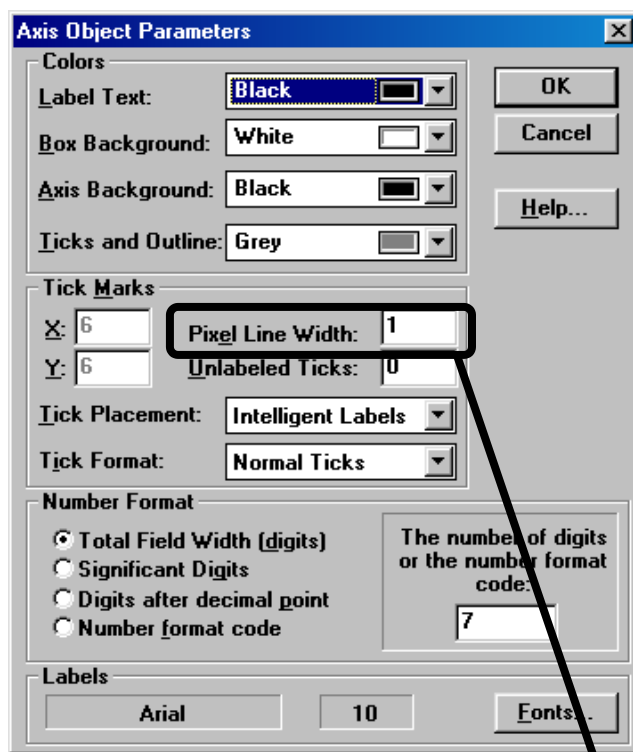 Axis Object Parameters
Colors
Label Text: Black
OK
Box Background: White
Cancel
Axis Background: Black
Help...
Ticks and Outline: Grey
Tick Marks
X: 6 Pixel Line Width: 1
Y: 6 Unlabeled Ticks: 0
Tick Placement: Intelligent Labels
Tick Format: Normal Ticks
Number Format
Total Field Width (digits)
Significant Digits
Digits after decimal point
Number format code
The number of digits
or the number format
code:
7
Labels
Arial 10 Fonts...